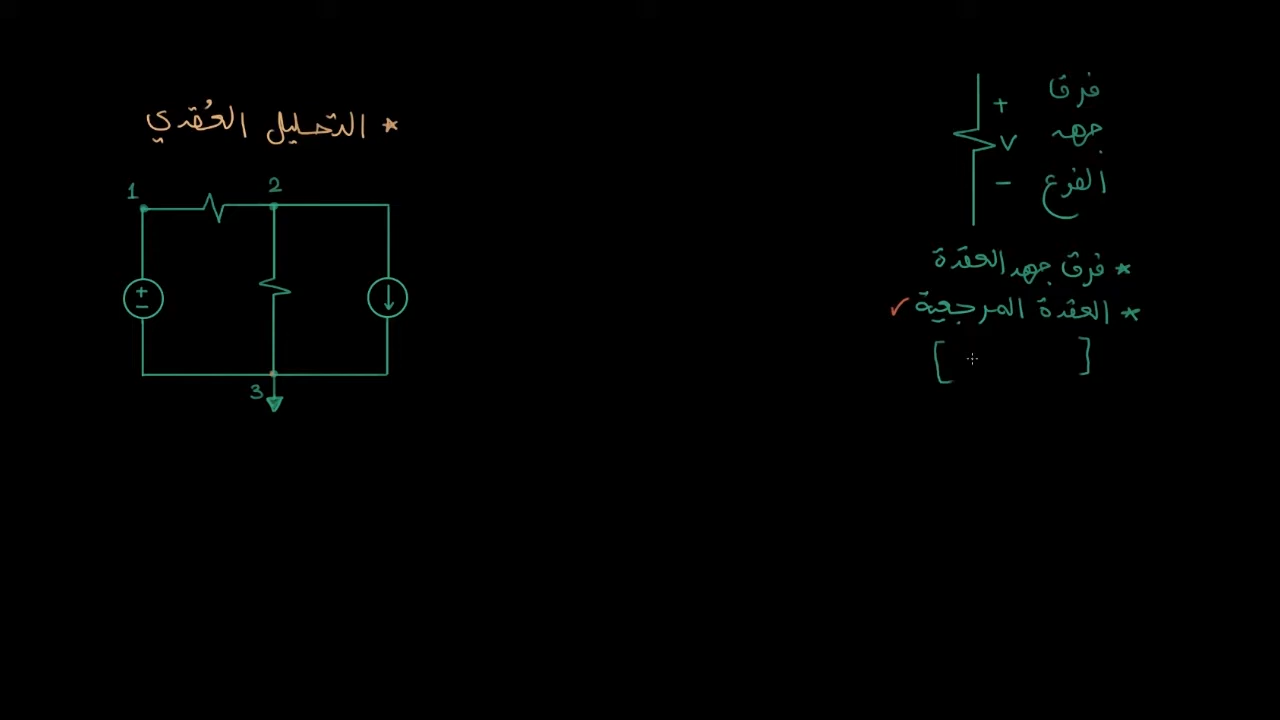 * التحليل العُقدي
1
2
+
-
3
فرق
+
جهد
v
الفرع
-
* فرق جهد العقدة
* العقدة المرجعية ✓
[ ]